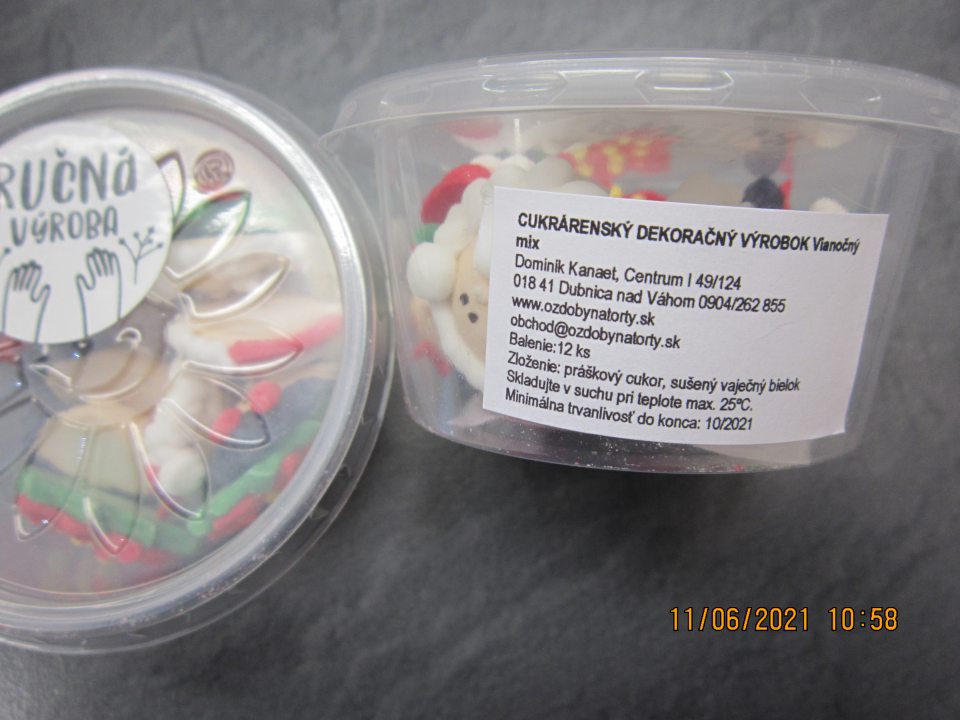 RUČNÁ
VÝROBA
R
CUKRÁRENSKÝ DEKORAČNÝ VÝROBOK Vianočný
mix
Dominik Kanaet, Centrum I 49/124
018 41 Dubnica nad Váhom 0904/262 855
www.ozdobynatorty.sk
obchod@ozdobynatorty.sk
Balenie:12 ks
Zloženie: práškový cukor, sušený vaječný bielok
Skladujte v suchu pri teplote max. 25ºC.
Minimálna trvanlivosť do konca: 10/2021
11/06/2021 10:58